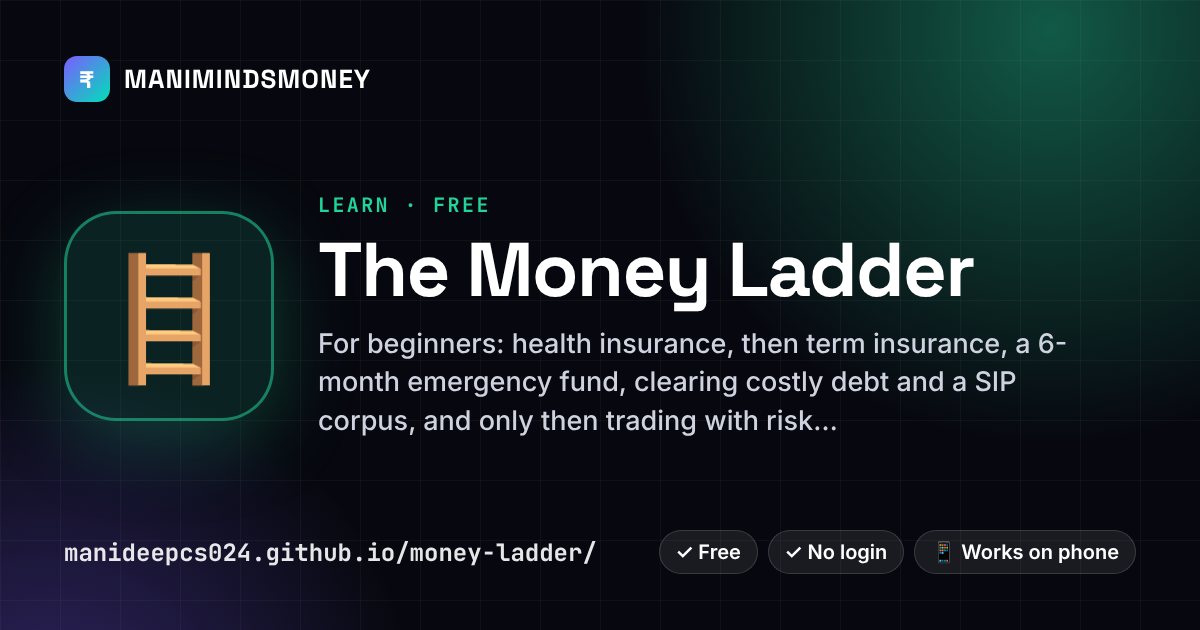 ₹ MANIMINDSMONEY
LEARN · FREE
The Money Ladder
For beginners: health insurance, then term insurance, a 6-
month emergency fund, clearing costly debt and a SIP
corpus, and only then trading with risk...
manideepcs024.github.io/money-ladder/
✓ Free
✓ No login
📱 Works on phone